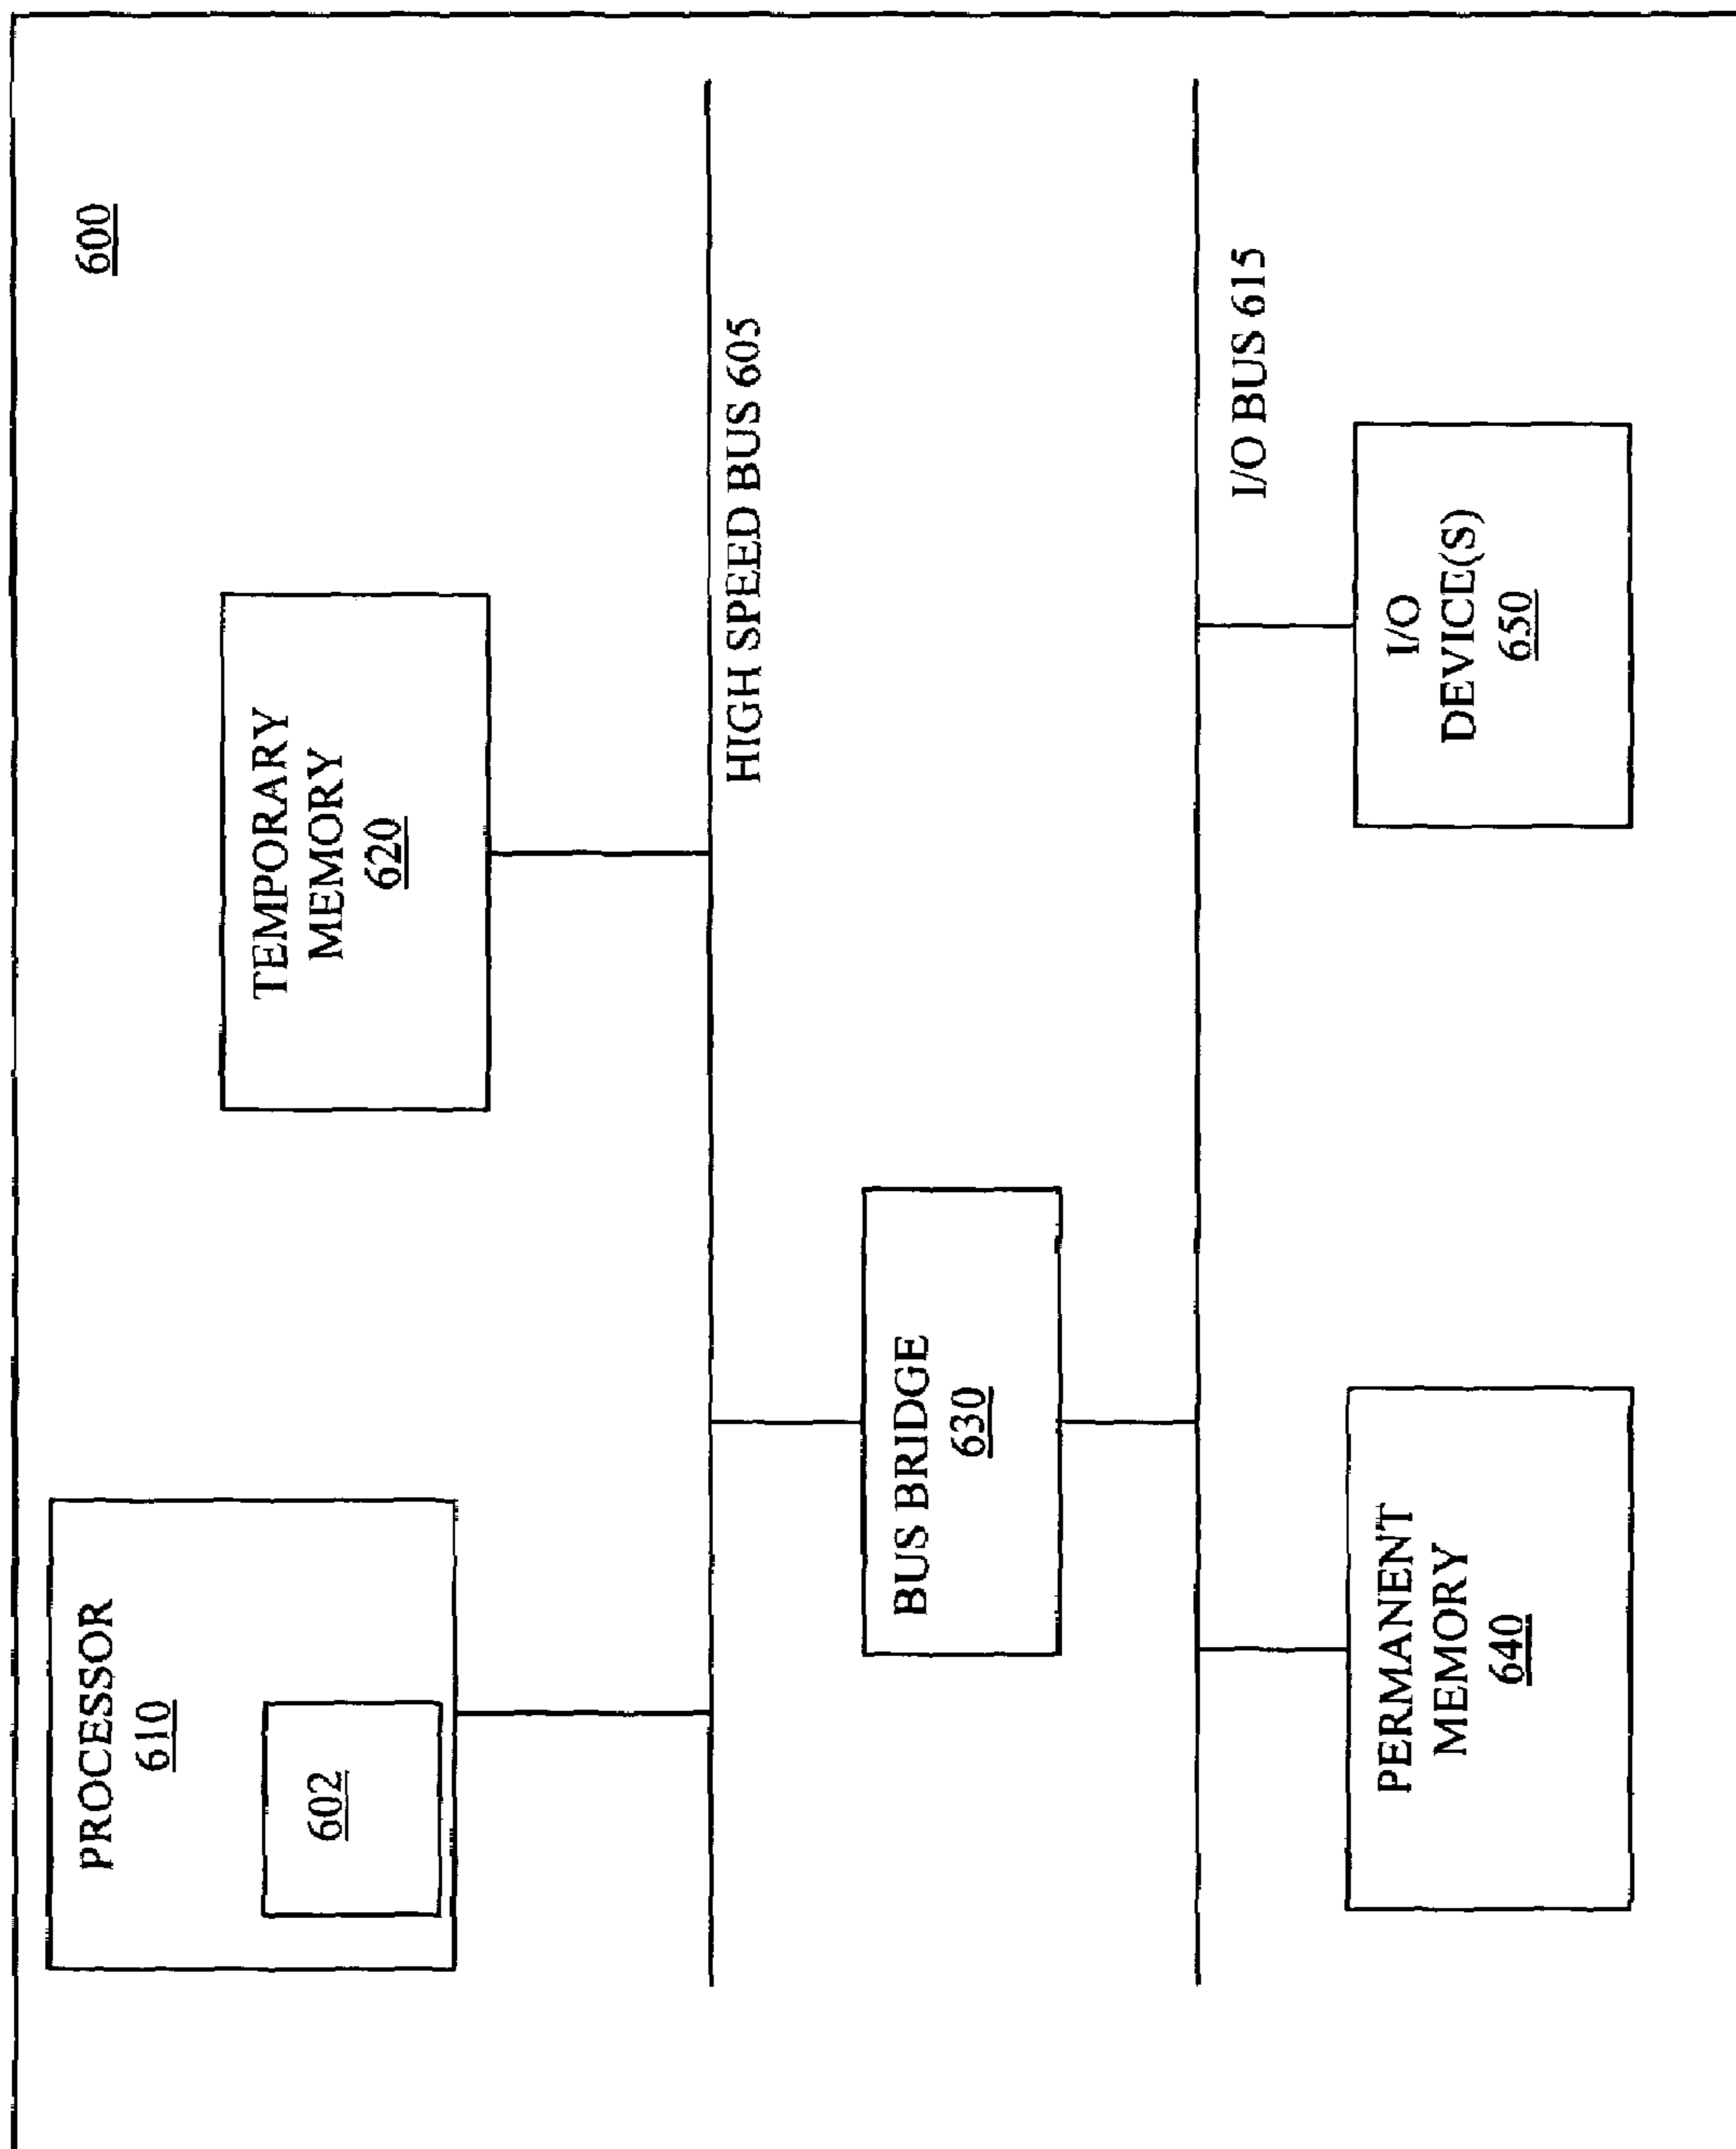 600
PROCESSOR
610
602
TEMPORARY
MEMORY
620
HIGH SPEED BUS 605
BUS BRIDGE
630
I/O BUS 615
PERMANENT
MEMORY
640
I/O
DEVICE(S)
650